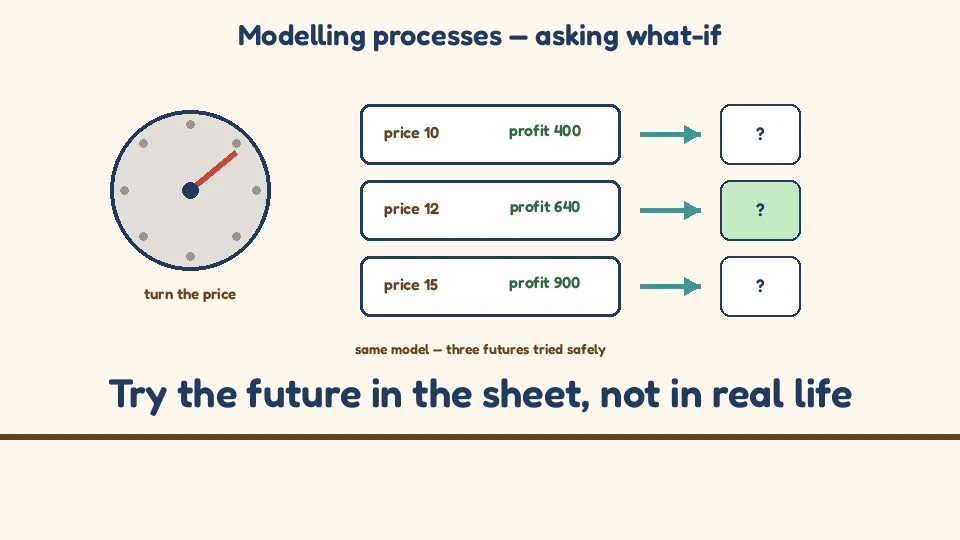 Modelling processes — asking what-if
price 10 profit 400 ?
price 12 profit 640 ?
price 15 profit 900 ?
turn the price
same model — three futures tried safely
Try the future in the sheet, not in real life